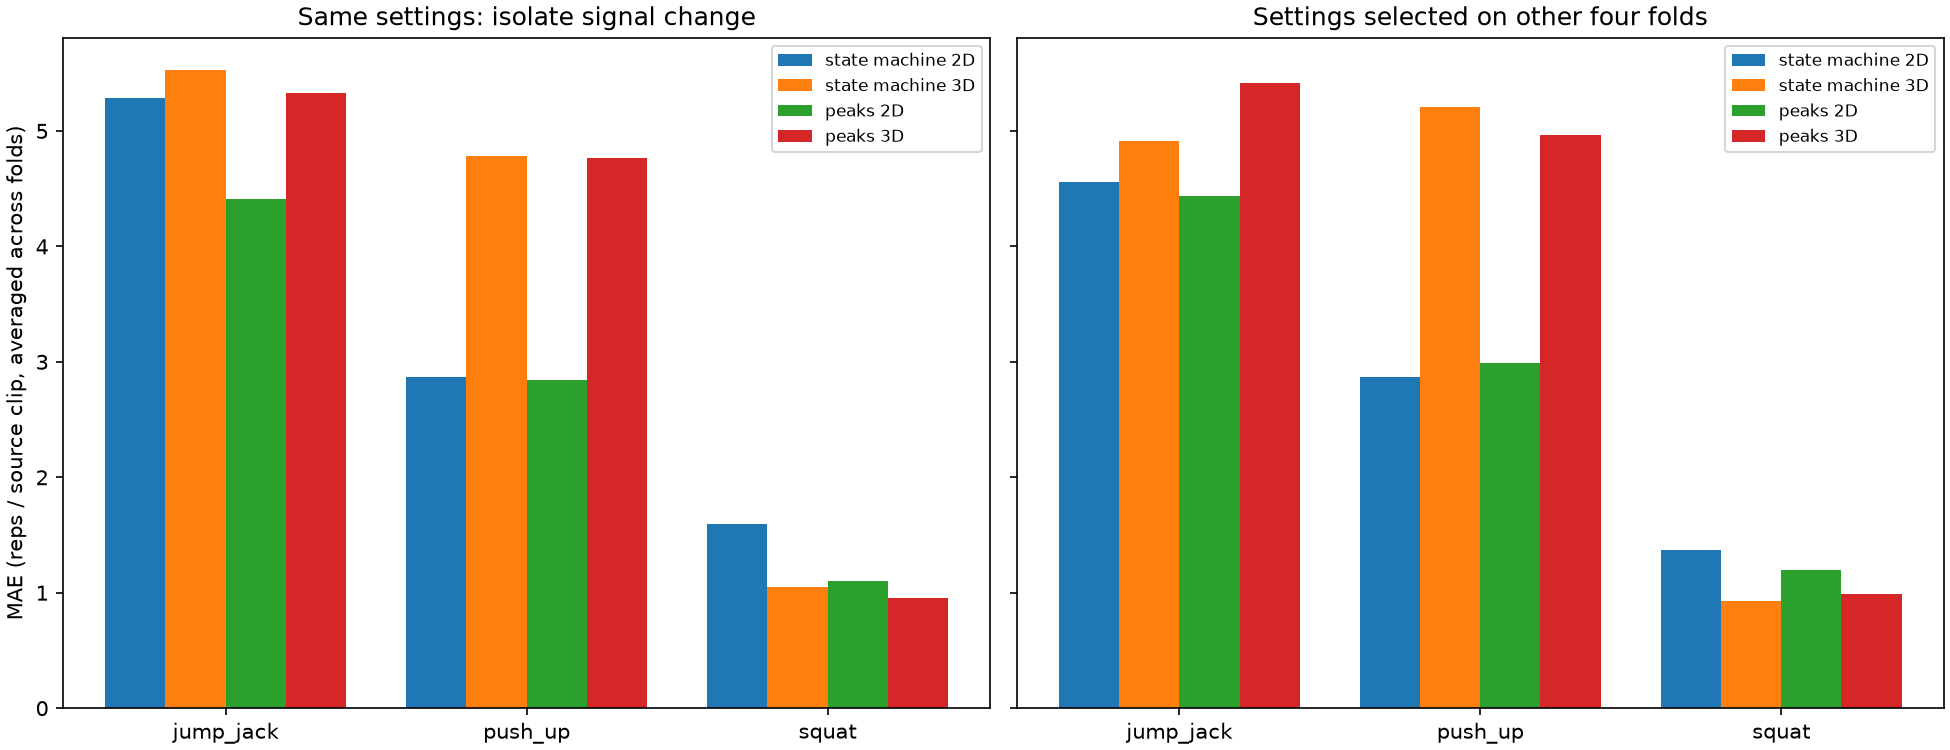 Same settings: isolate signal change
MAE (reps / source clip, averaged across folds)
5
4
3
2
1
0
state machine 2D
state machine 3D
peaks 2D
peaks 3D
jump_jack
push_up
squat
Settings selected on other four folds
state machine 2D
state machine 3D
peaks 2D
peaks 3D
jump_jack
push_up
squat